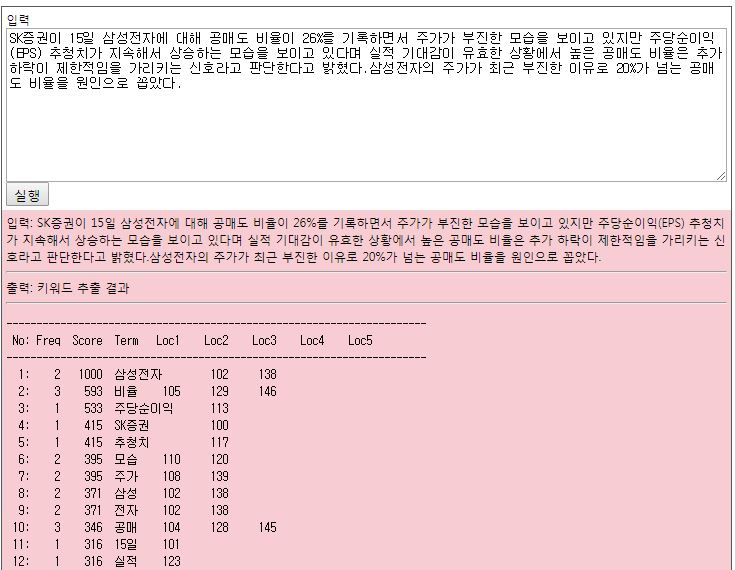 입력
SK증권이 15일 삼성전자에 대해 공매도 비율이 26%를 기록하면서 주가가 부진한 모습을 보이고 있지만 주당순이익
(EPS) 추청치가 지속해서 상승하는 모습을 보이고 있다며 실적 기대감이 유효한 상황에서 높은 공매도 비율은 추가
하락이 제한적임을 가리키는 신호라고 판단한다고 밝혔다.삼성전자의 주가가 최근 부진한 이유로 20%가 넘는 공매
도 비율을 원인으로 꼽았다.
실행
입력: SK증권이 15일 삼성전자에 대해 공매도 비율이 26%를 기록하면서 주가가 부진한 모습을 보이고 있지만 주당순이익(EPS) 추청치
가 지속해서 상승하는 모습을 보이고 있다며 실적 기대감이 유효한 상황에서 높은 공매도 비율은 추가 하락이 제한적임을 가리키는 신
호라고 판단한다고 밝혔다.삼성전자의 주가가 최근 부진한 이유로 20%가 넘는 공매도 비율을 원인으로 꼽았다.
출력: 키워드 추출 결과
No: Freq Score Term Loc1 Loc2 Loc3 Loc4 Loc5
1: 2 1000 삼성전자 102 138
2: 3 593 비율 105 129 146
3: 1 533 주당순이익 113
4: 1 415 SK증권 100
5: 1 415 추청치 117
6: 2 395 모습 110 120
7: 2 395 주가 108 139
8: 2 371 삼성 102 138
9: 2 371 전자 102 138
10: 3 346 공매 104 128 145
11: 1 316 15일 101
12: 1 316 실적 123